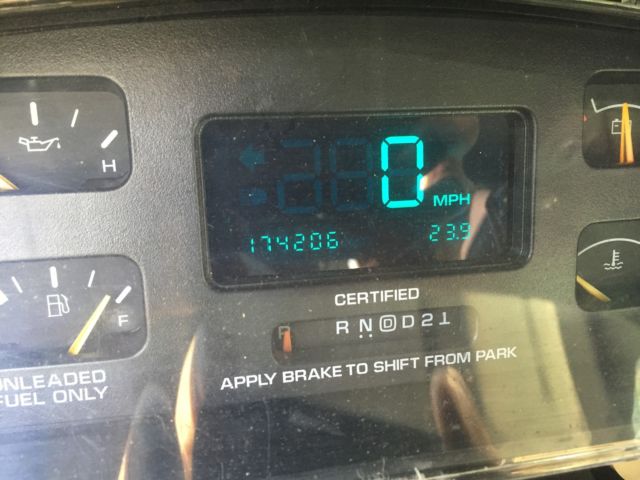 H
0 MPH
174206 23.9
F
CERTIFIED
P R N D D 2 1
UNLEADED
FUEL ONLY
APPLY BRAKE TO SHIFT FROM PARK